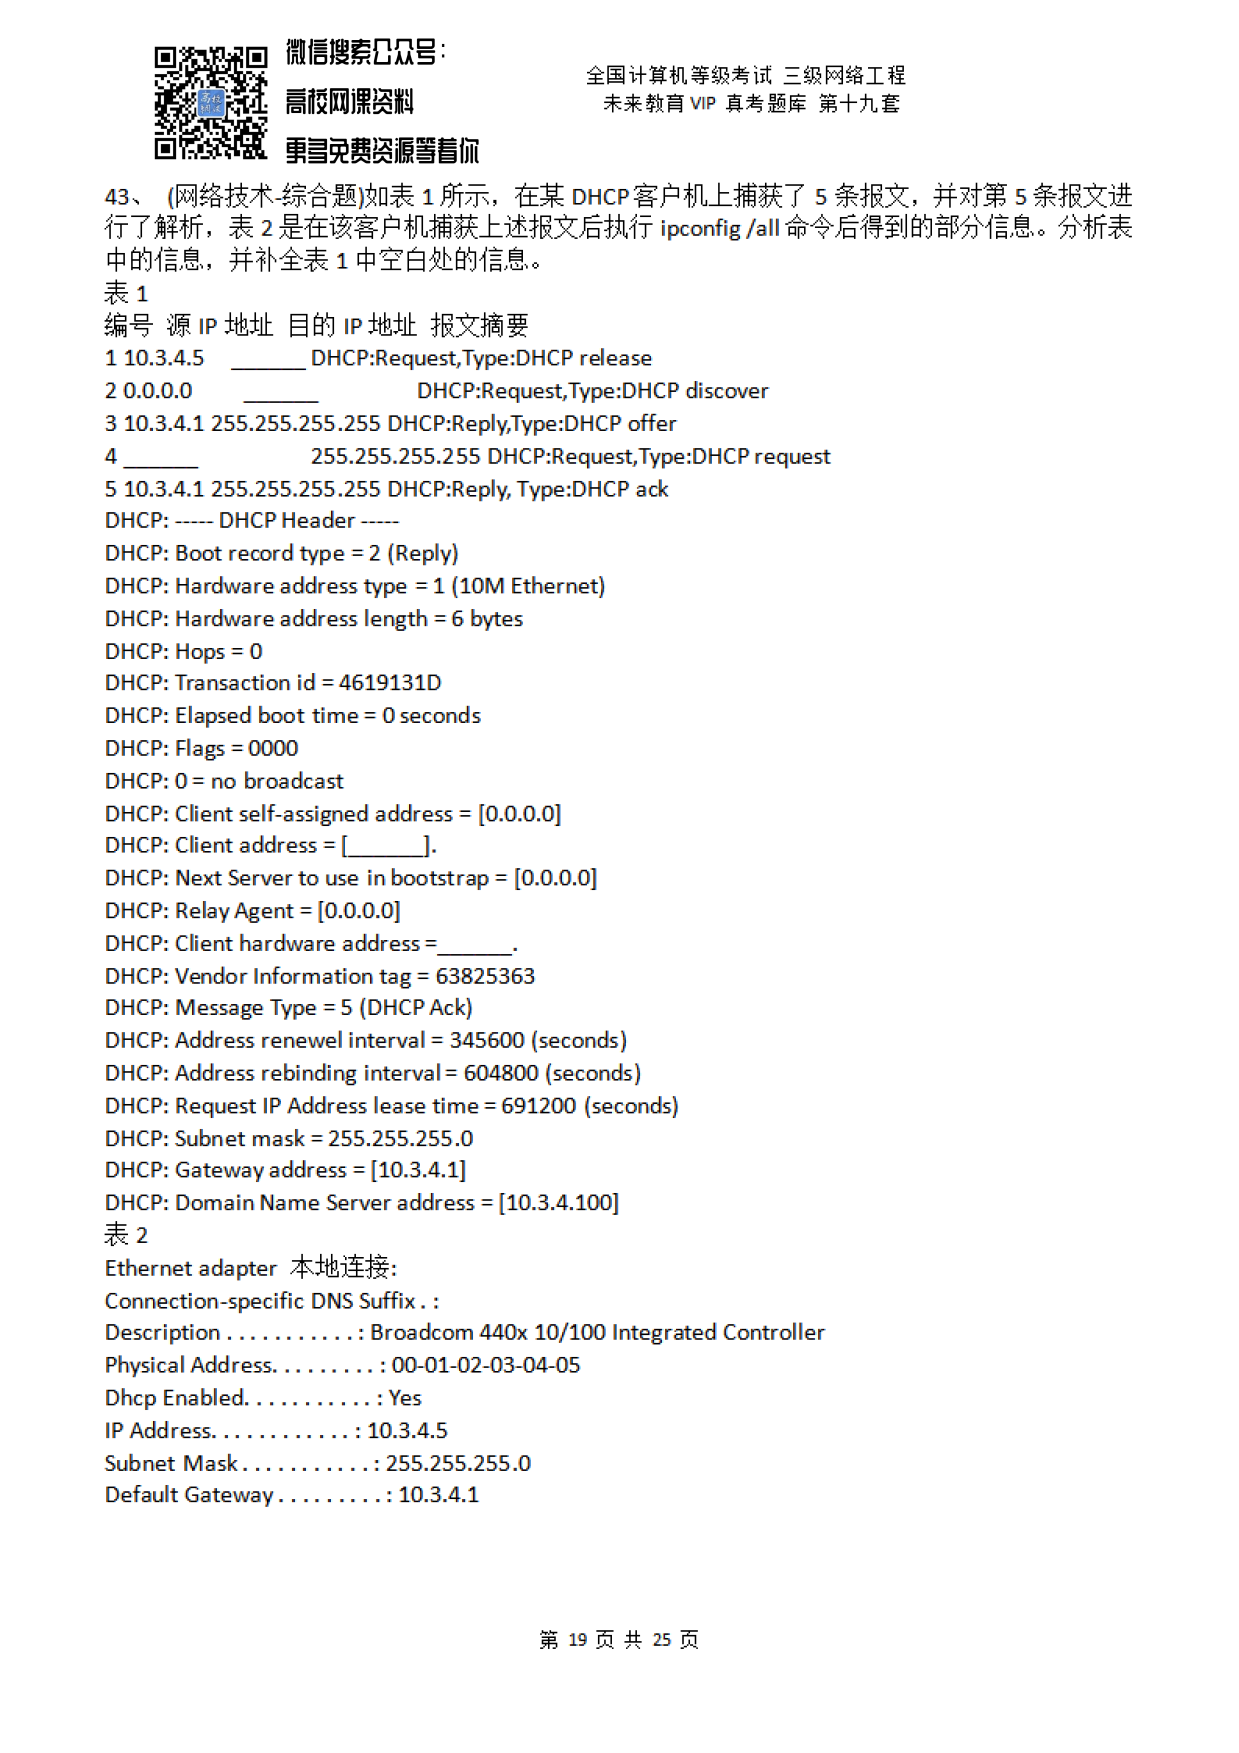 微信搜索公众号：
高校网课资料
更多免费资源等着你
高校
网课
全国计算机等级考试 三级网络工程
未来教育 VIP 真考题库 第十九套
43、 (网络技术-综合题)如表 1 所示，在某 DHCP 客户机上捕获了 5 条报文，并对第 5 条报文进
行了解析，表 2 是在该客户机捕获上述报文后执行 ipconfig /all 命令后得到的部分信息。分析表
中的信息，并补全表 1 中空白处的信息。
表 1
编号 源 IP 地址 目的 IP 地址 报文摘要
1 10.3.4.5 ______ DHCP:Request,Type:DHCP release
2 0.0.0.0 ______ DHCP:Request,Type:DHCP discover
3 10.3.4.1 255.255.255.255 DHCP:Reply,Type:DHCP offer
4 ______ 255.255.255.255 DHCP:Request,Type:DHCP request
5 10.3.4.1 255.255.255.255 DHCP:Reply, Type:DHCP ack
DHCP: ----- DHCP Header -----
DHCP: Boot record type = 2 (Reply)
DHCP: Hardware address type = 1 (10M Ethernet)
DHCP: Hardware address length = 6 bytes
DHCP: Hops = 0
DHCP: Transaction id = 4619131D
DHCP: Elapsed boot time = 0 seconds
DHCP: Flags = 0000
DHCP: 0 = no broadcast
DHCP: Client self-assigned address = [0.0.0.0]
DHCP: Client address = [______].
DHCP: Next Server to use in bootstrap = [0.0.0.0]
DHCP: Relay Agent = [0.0.0.0]
DHCP: Client hardware address =______.
DHCP: Vendor Information tag = 63825363
DHCP: Message Type = 5 (DHCP Ack)
DHCP: Address renewel interval = 345600 (seconds)
DHCP: Address rebinding interval = 604800 (seconds)
DHCP: Request IP Address lease time = 691200 (seconds)
DHCP: Subnet mask = 255.255.255.0
DHCP: Gateway address = [10.3.4.1]
DHCP: Domain Name Server address = [10.3.4.100]
表 2
Ethernet adapter 本地连接:
Connection-specific DNS Suffix . :
Description . . . . . . . . . . . : Broadcom 440x 10/100 Integrated Controller
Physical Address. . . . . . . . . : 00-01-02-03-04-05
Dhcp Enabled. . . . . . . . . . . : Yes
IP Address. . . . . . . . . . . . : 10.3.4.5
Subnet Mask . . . . . . . . . . . : 255.255.255.0
Default Gateway . . . . . . . . . : 10.3.4.1
第 19 页 共 25 页